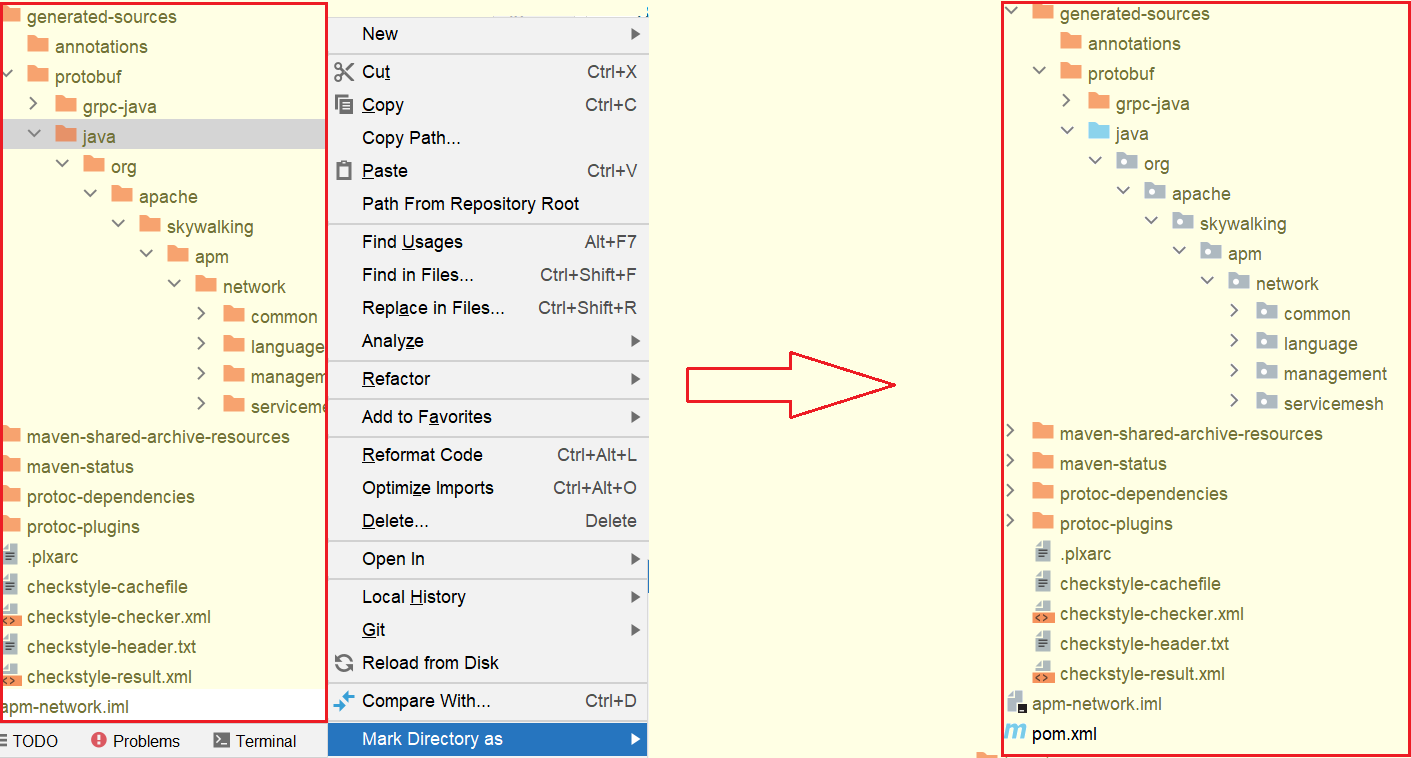 generated-sources
annotations
protobuf
grpc-java
java
org
apache
skywalking
apm
network
common
language
managem
serviceme
maven-shared-archive-resources
maven-status
protoc-dependencies
protoc-plugins
.plxarc
checkstyle-cachefile
checkstyle-checker.xml
checkstyle-header.txt
checkstyle-result.xml
apm-network.iml
TODO Problems Terminal
New
Cut Ctrl+X
Copy Ctrl+C
Copy Path...
Paste Ctrl+V
Path From Repository Root
Find Usages Alt+F7
Find in Files... Ctrl+Shift+F
Replace in Files... Ctrl+Shift+R
Analyze
Refactor
Add to Favorites
Reformat Code Ctrl+Alt+L
Optimize Imports Ctrl+Alt+O
Delete... Delete
Open In
Local History
Git
Reload from Disk
Compare With... Ctrl+D
Mark Directory as
generated-sources
annotations
protobuf
grpc-java
java
org
apache
skywalking
apm
network
common
language
management
servicemesh
maven-shared-archive-resources
maven-status
protoc-dependencies
protoc-plugins
.plxarc
checkstyle-cachefile
checkstyle-checker.xml
checkstyle-header.txt
checkstyle-result.xml
apm-network.iml
pom.xml